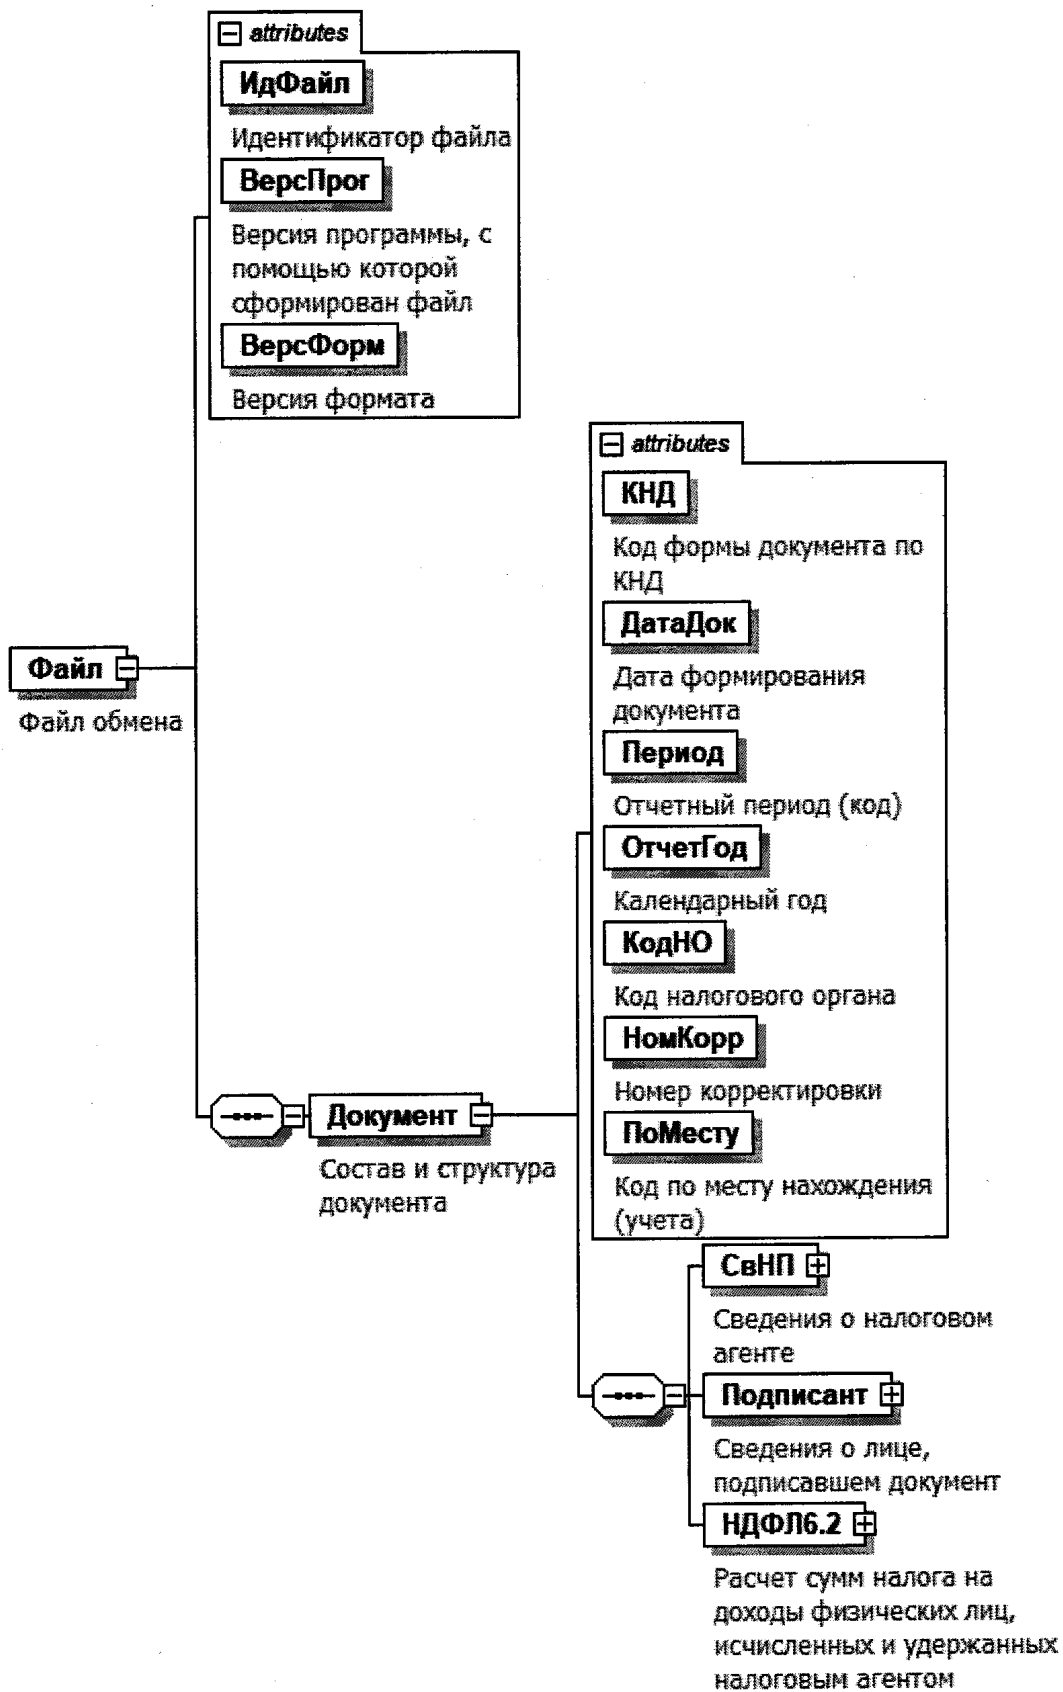 attributes
ИдФайл
Идентификатор файла
ВерсПрог
Версия программы, с
помощью которой
сформирован файл
ВерсФорм
Версия формата
attributes
КНД
Код формы документа по
КНД
ДатаДок
Дата формирования
документа
Период
Отчетный период (код)
ОтчетГод
Календарный год
КодНО
Код налогового органа
НомКорр
Номер корректировки
ПоМесту
Код по месту нахождения
(учета)
Файл
Файл обмена
Документ
Состав и структура
документа
СвНП
Сведения о налоговом
агенте
Подписант
Сведения о лице,
подписавшем документ
НДФЛ6.2
Расчет сумм налога на
доходы физических лиц,
исчисленных и удержанных
налоговым агентом